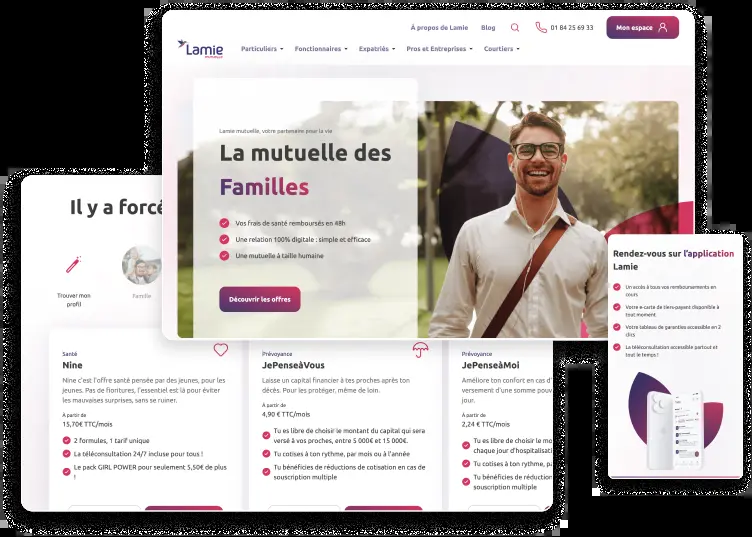 À propos de Lamie
Blog
01 84 25 69 33
Mon espace
Lamie
mutuelle
Particuliers
Fonctionnaires
Expatriés
Pros et Entreprises
Courtiers
Lamie mutuelle, votre partenaire pour la vie
La mutuelle des
Familles
Vos frais de santé remboursés en 48h
Une relation 100% digitale : simple et efficace
Une mutuelle à taille humaine
Découvrir les offres
Il y a forcé
Trouver mon
profil
Famille
Santé
Nine
Nine c'est l'offre santé pensée par des jeunes, pour les
jeunes. Pas de fioritures, l'essentiel est là pour éviter
les mauvaises surprises, sans se ruiner.
À partir de
15,70€ TTC/mois
2 formules, 1 tarif unique
La téléconsultation 24/7 incluse pour tous !
Le pack GIRL POWER pour seulement 5,50€ de plus
!
Prévoyance
JePenseàVous
Laisse un capital financier à tes proches après ton
décès. Pour les protéger, même de loin.
À partir de
4,90 € TTC/mois
Tu es libre de choisir le montant du capital qui sera
versé à vos proches, entre 5 000€ et 15 000€.
Tu cotises à ton rythme, par mois ou à l'année
Tu bénéficies de réductions de cotisation en cas de
souscription multiple
Prévoyance
JePenseàMoi
Améliore ton confort en cas d'
versement d'une somme pouv
jour.
À partir de
2,24 € TTC/mois
Tu es libre de choisir le mo
chaque jour d'hospitalisati
Tu cotises à ton rythme, pa
Tu bénéficies de réduction
souscription multiple
Rendez-vous sur l'application
Lamie
Un accès à tous vos remboursements en
cours
Votre e-carte de tiers-payant disponible à
tout moment
Votre tableau de garanties accessible en 2
clics
La téléconsultation accessible partout et
tout le temps !